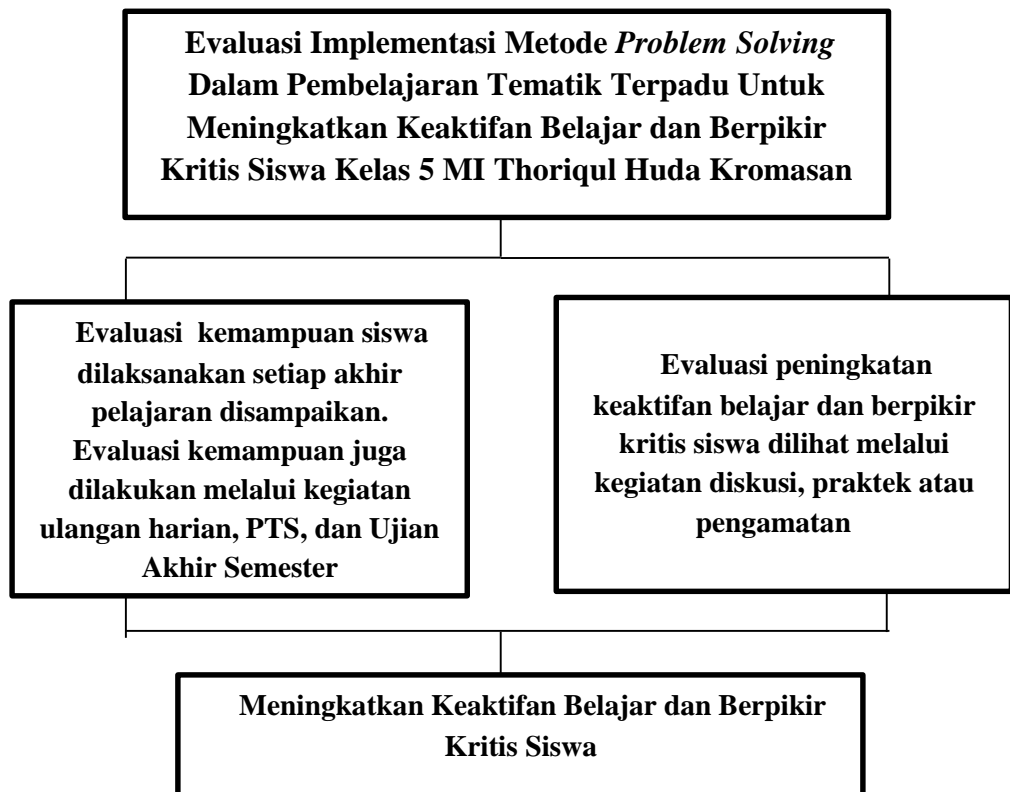 Evaluasi Implementasi Metode Problem Solving
Dalam Pembelajaran Tematik Terpadu Untuk
Meningkatkan Keaktifan Belajar dan Berpikir
Kritis Siswa Kelas 5 MI Thoriqul Huda Kromasan
Evaluasi kemampuan siswa
dilaksanakan setiap akhir
pelajaran disampaikan.
Evaluasi kemampuan juga
dilakukan melalui kegiatan
ulangan harian, PTS, dan Ujian
Akhir Semester
Evaluasi peningkatan
keaktifan belajar dan berpikir
kritis siswa dilihat melalui
kegiatan diskusi, praktek atau
pengamatan
Meningkatkan Keaktifan Belajar dan Berpikir
Kritis Siswa